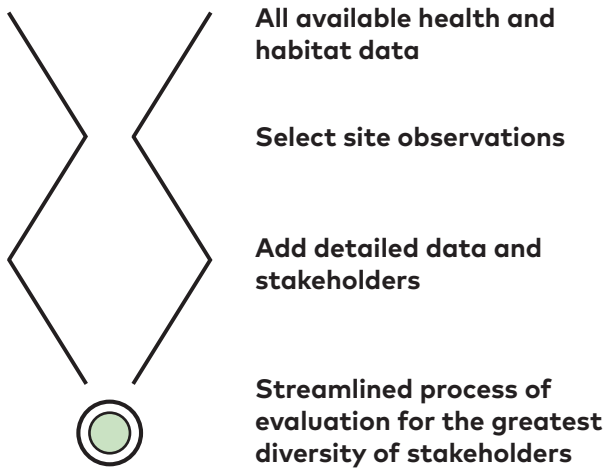 All available health and
habitat data
Select site observations
Add detailed data and
stakeholders
Streamlined process of
evaluation for the greatest
diversity of stakeholders